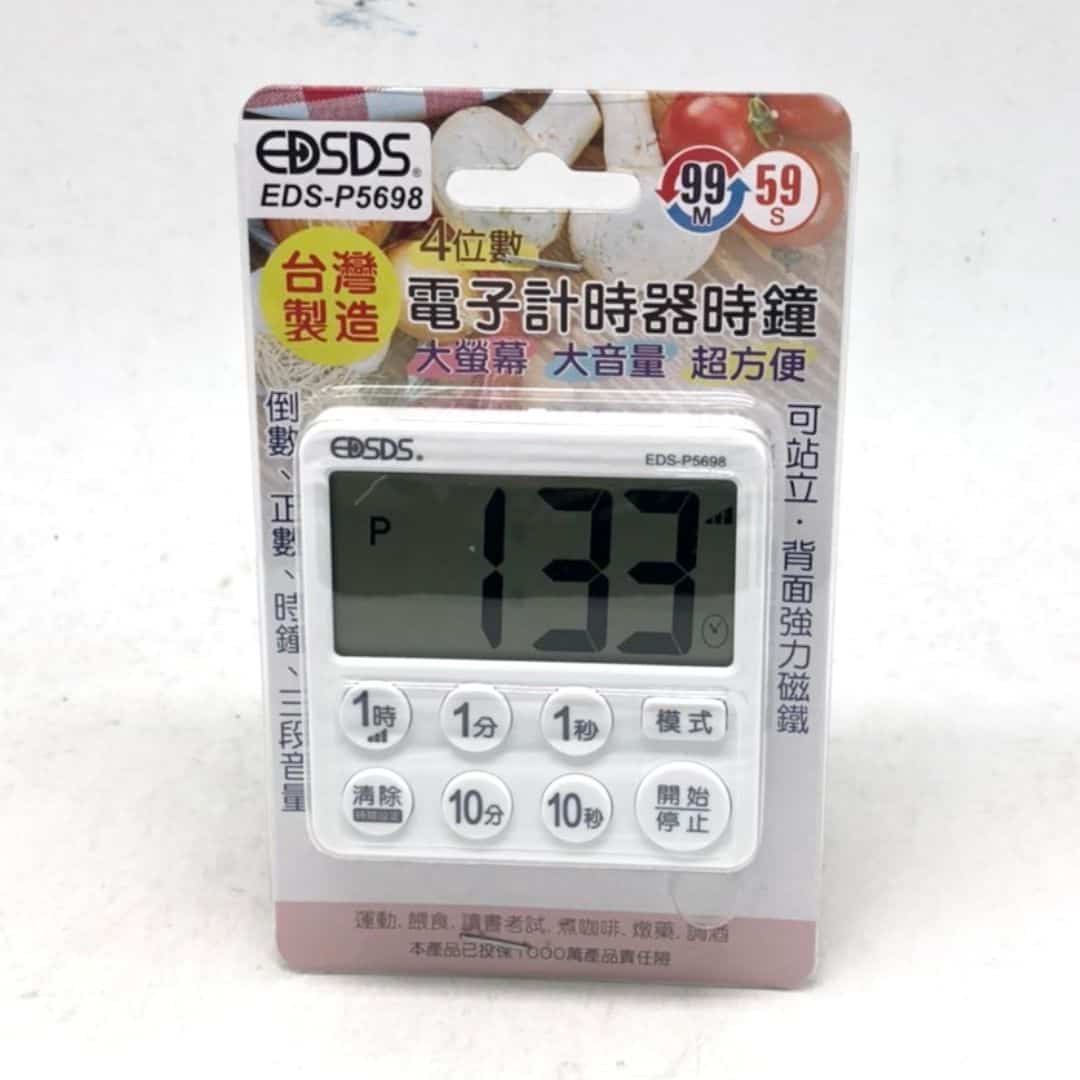 EDSDS®
EDS-P5698
99
M
59
S
台灣
製造
4位數
電子計時器時鐘
大螢幕 大音量 超方便
倒數、正數、時鐘、三段音量
可站立・背面強力磁鐵
EDSDS®
EDS-P5698
P
133
1時 1分 1秒 模式
清除 10分 10秒 開始
停止
運動. 餵食. 讀書考試. 煮咖啡. 燉藥. 調酒
本產品已投保1000萬產品責任險